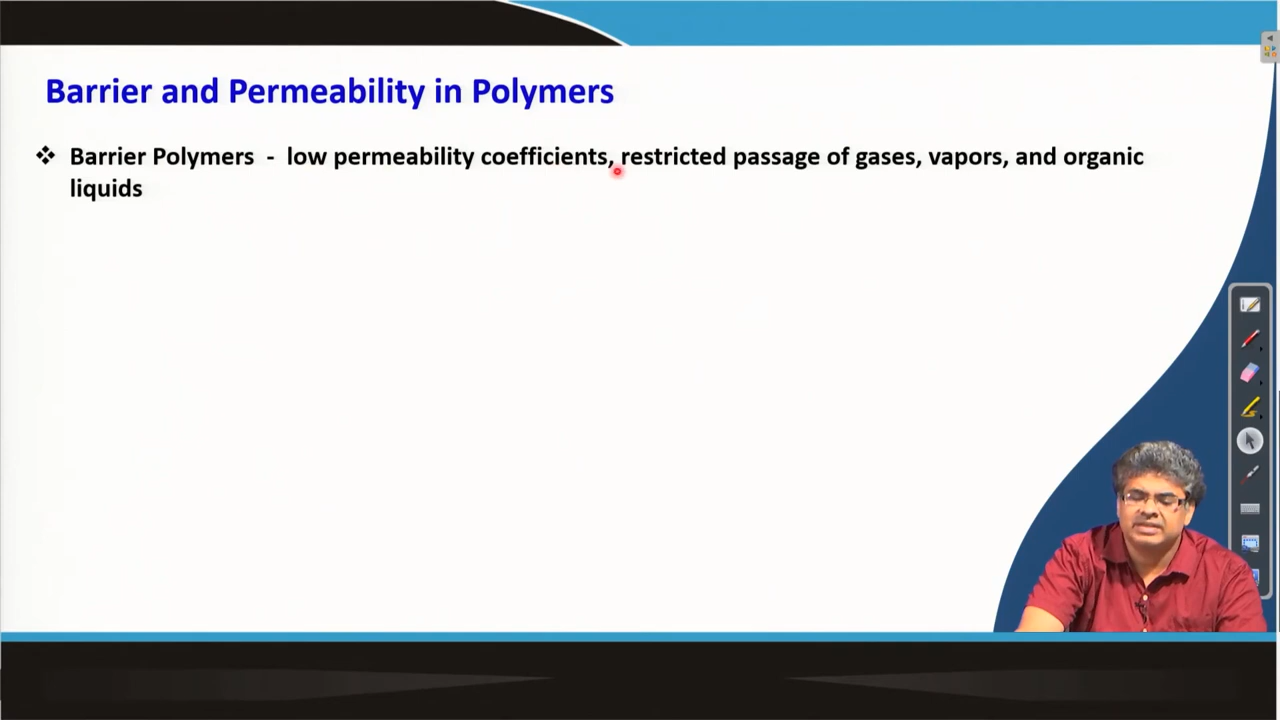 Barrier and Permeability in Polymers
❖ Barrier Polymers - low permeability coefficients, restricted passage of gases, vapors, and organic
liquids